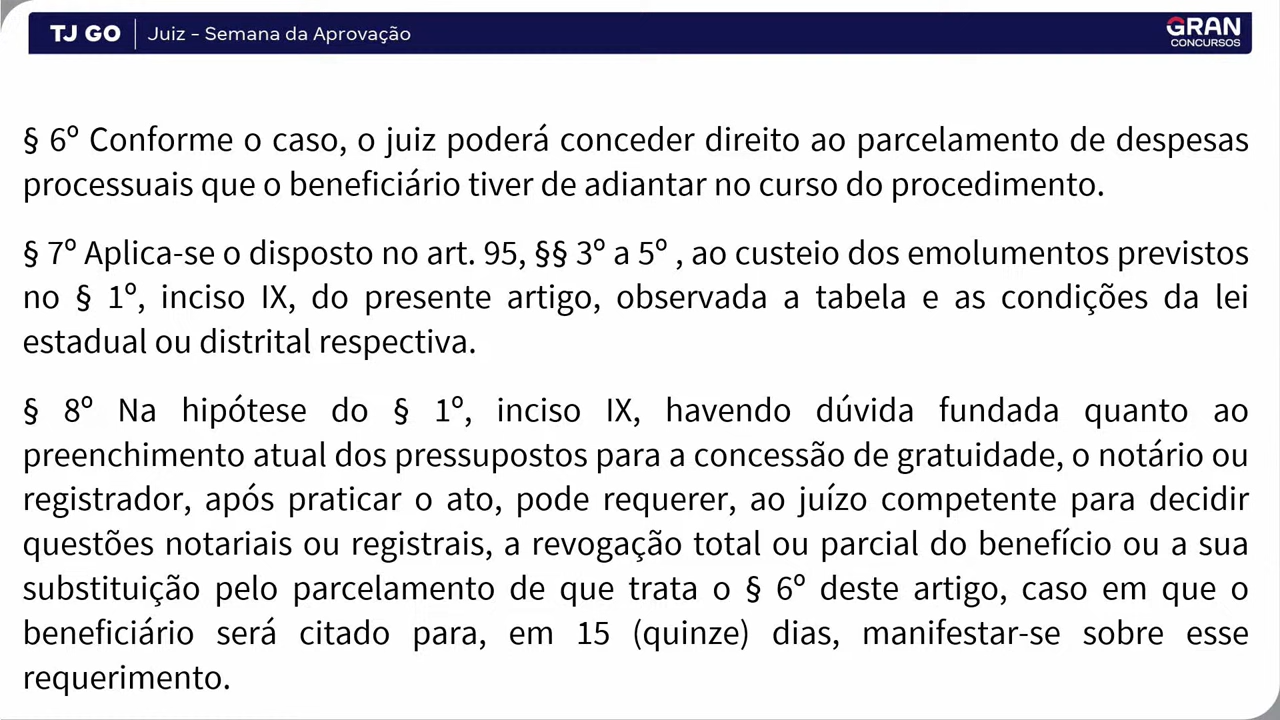 TJ GO Juiz – Semana da Aprovação
GRAN
CONCURSOS
§ 6º Conforme o caso, o juiz poderá conceder direito ao parcelamento de despesas
processuais que o beneficiário tiver de adiantar no curso do procedimento.
§ 7º Aplica-se o disposto no art. 95, §§ 3º a 5º , ao custeio dos emolumentos previstos
no § 1º, inciso IX, do presente artigo, observada a tabela e as condições da lei
estadual ou distrital respectiva.
§ 8º Na hipótese do § 1º, inciso IX, havendo dúvida fundada quanto ao
preenchimento atual dos pressupostos para a concessão de gratuidade, o notário ou
registrador, após praticar o ato, pode requerer, ao juízo competente para decidir
questões notariais ou registrais, a revogação total ou parcial do benefício ou a sua
substituição pelo parcelamento de que trata o § 6º deste artigo, caso em que o
beneficiário será citado para, em 15 (quinze) dias, manifestar-se sobre esse
requerimento.